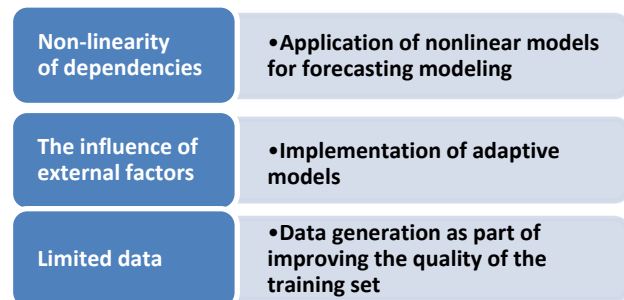 Non-linearity
of dependencies
•Application of nonlinear models
for forecasting modeling
The influence of
external factors
•Implementation of adaptive
models
Limited data
•Data generation as part of
improving the quality of the
training set